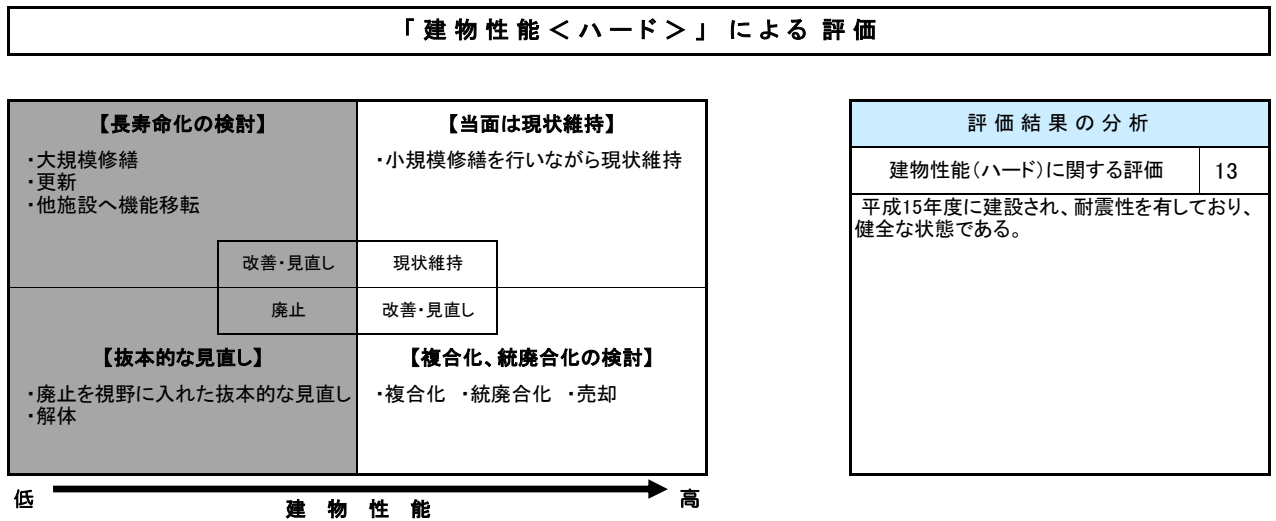 「建物性能＜ハード＞」による評価
【長寿命化の検討】
・大規模修繕
・更新
・他施設へ機能移転
【当面は現状維持】
・小規模修繕を行いながら現状維持
改善・見直し
現状維持
廃止
改善・見直し
【抜本的な見直し】
・廃止を視野に入れた抜本的な見直し
・解体
【複合化、統廃合化の検討】
・複合化　・統廃合化　・売却
低
建物性能
高
評価結果の分析
建物性能（ハード）に関する評価　13
平成15年度に建設され、耐震性を有しており、
健全な状態である。